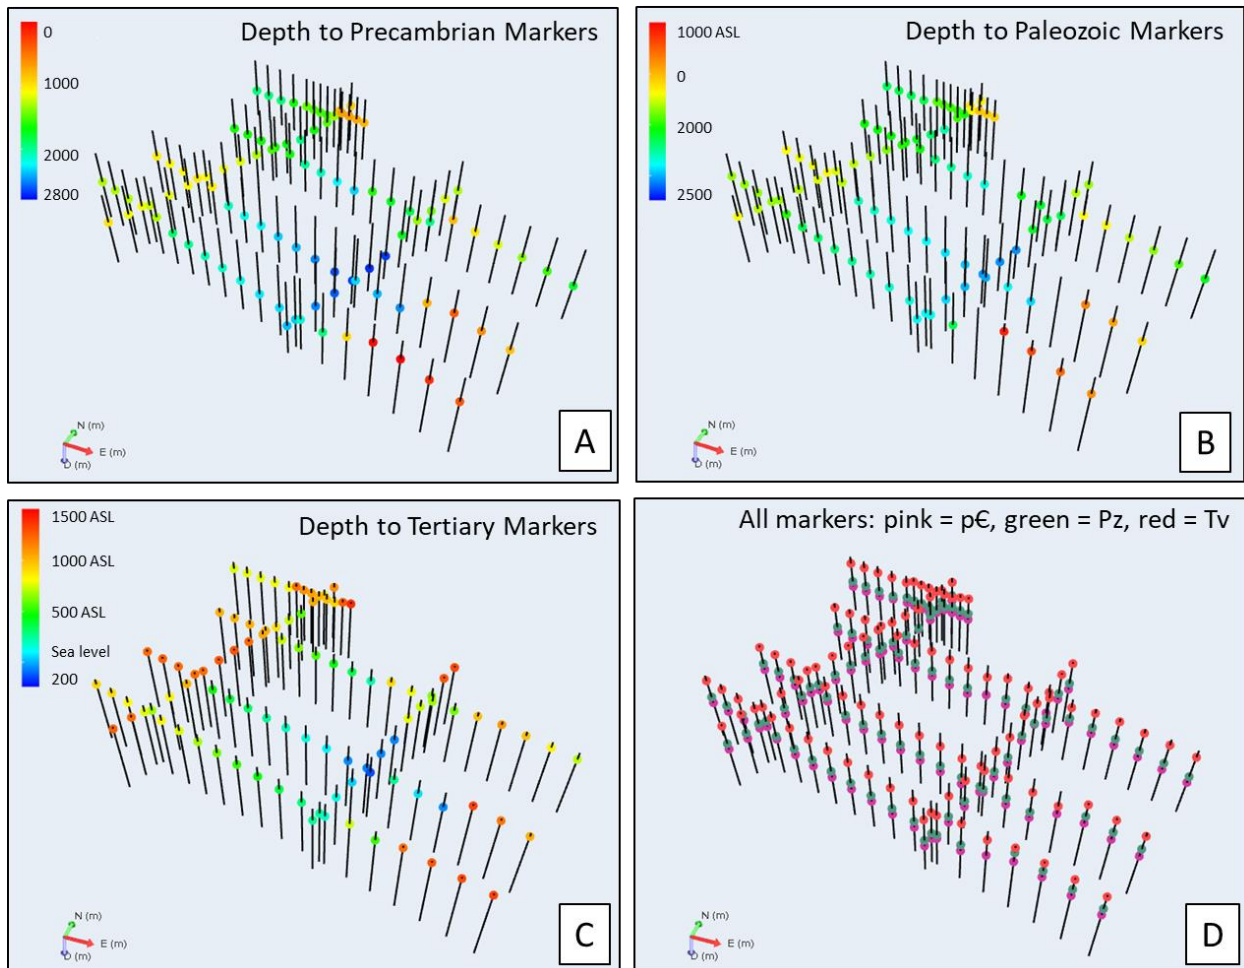 Depth to Precambrian Markers
0
1000
2000
2800
N (m)
E (m)
D (m)
A
Depth to Paleozoic Markers
1000 ASL
0
2000
2500
N (m)
E (m)
D (m)
B
Depth to Tertiary Markers
1500 ASL
1000 ASL
500 ASL
Sea level
200
N (m)
E (m)
D (m)
C
All markers: pink = p€, green = Pz, red = Tv
N (m)
E (m)
D (m)
D